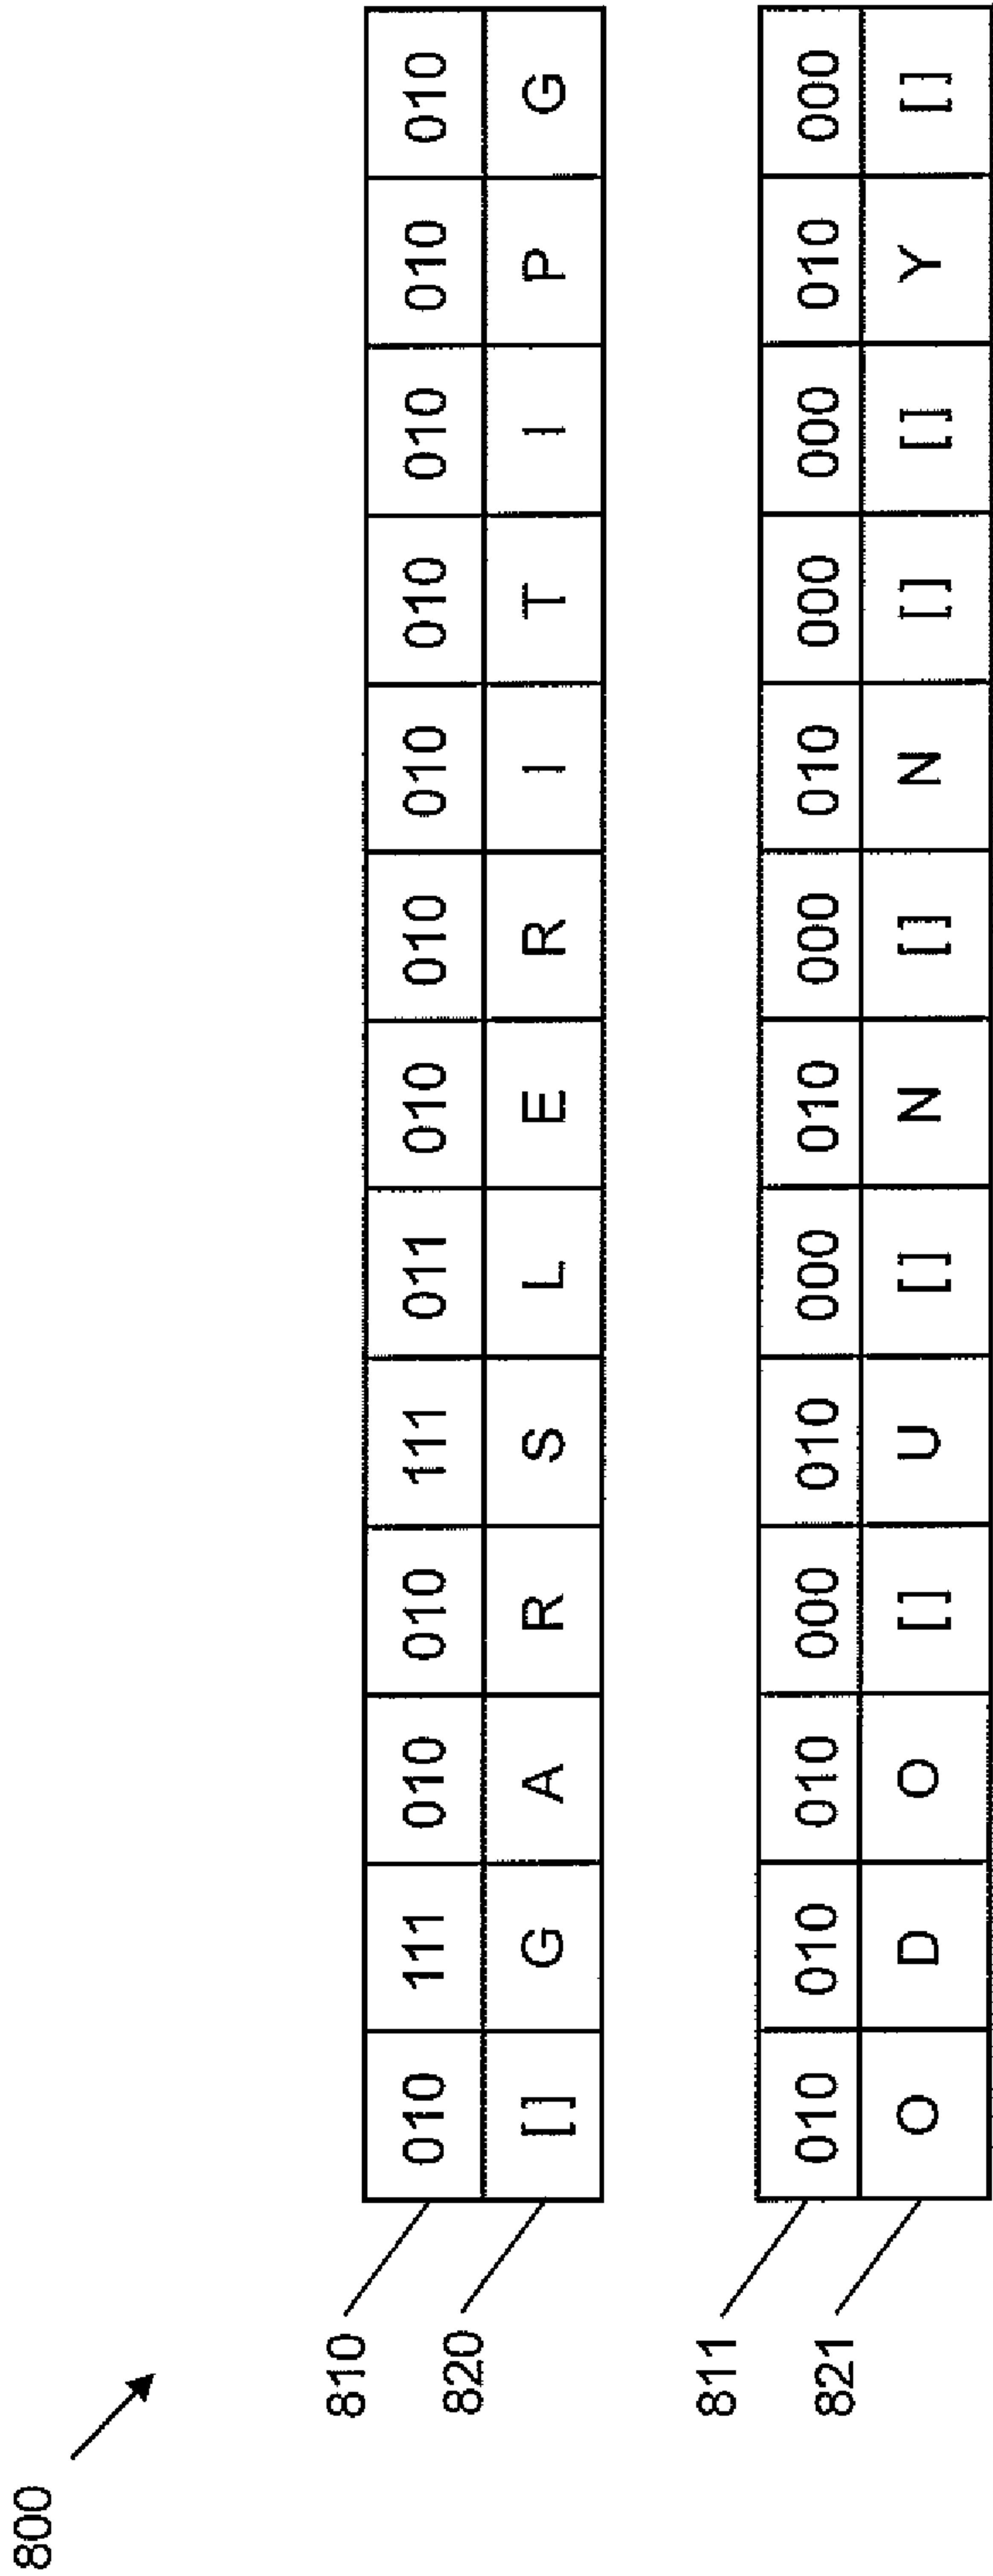 800
810 010 111 010 010 111 011 010 010 010 010 010 010 010
820 [] G A R S L E R I T I P G
811 010 010 010 000 010 000 010 000 010 000 000 010 000
821 O D O [] U [] N [] N [] [] Y []